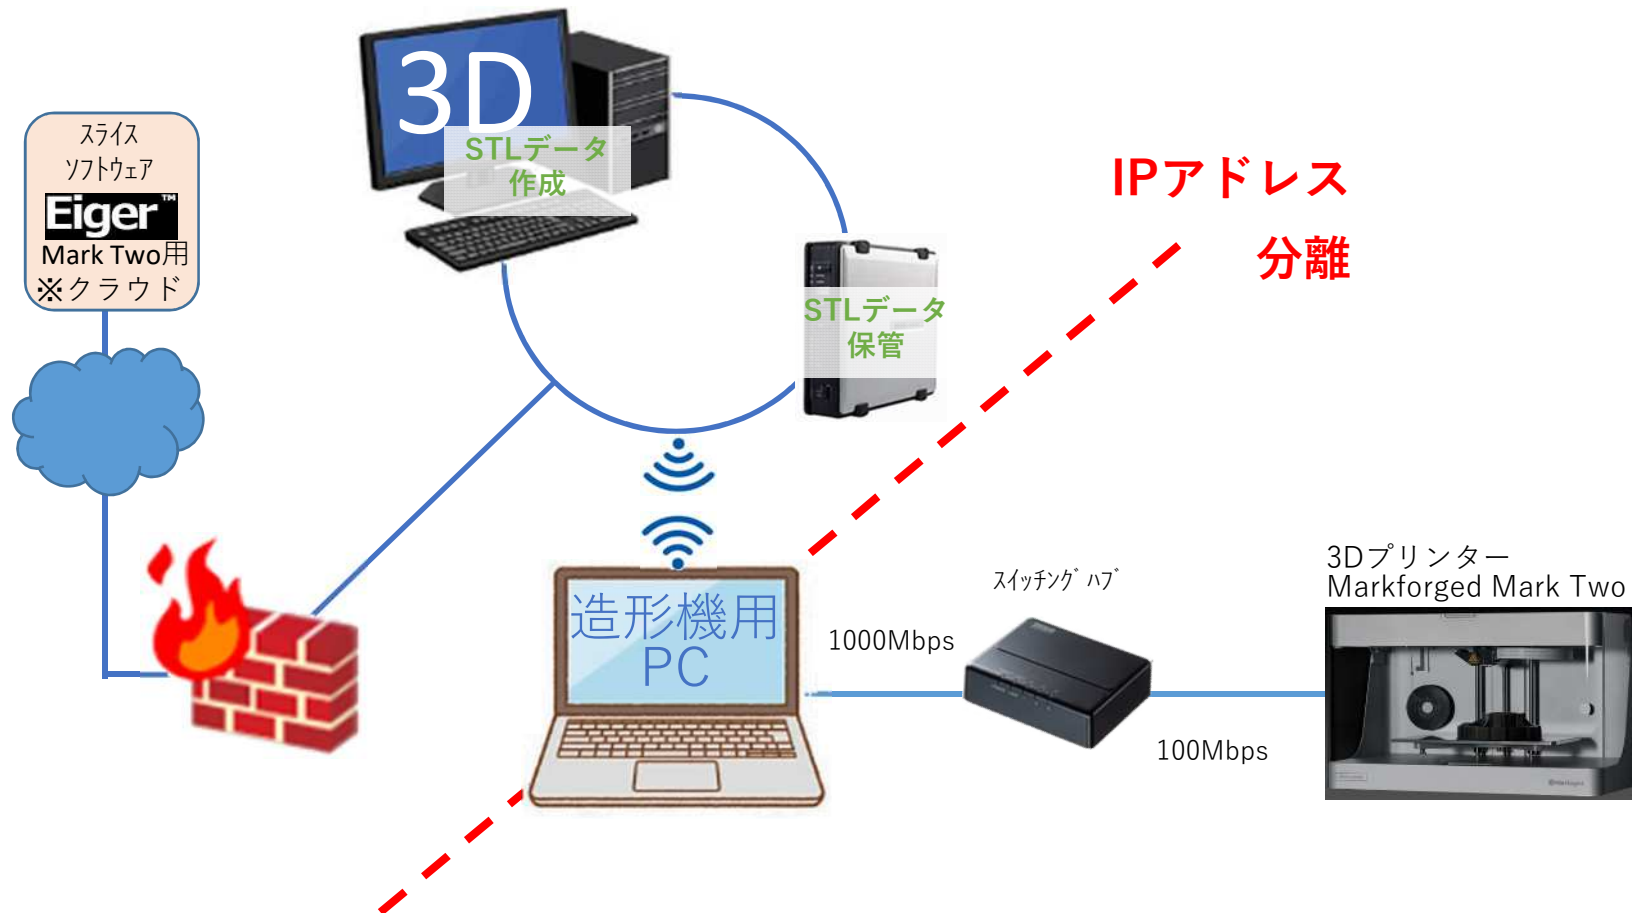 ｽﾗｲｽ
ｿﾌﾄｳｪｱ
Eiger™
Mark Two用
※クラウド
3D
STLデータ
作成
STLデータ
保管
IPアドレス
分離
造形機用
PC
1000Mbps
ｽｲｯﾁﾝｸﾞﾊﾌﾞ
100Mbps
3Dプリンター
Markforged Mark Two